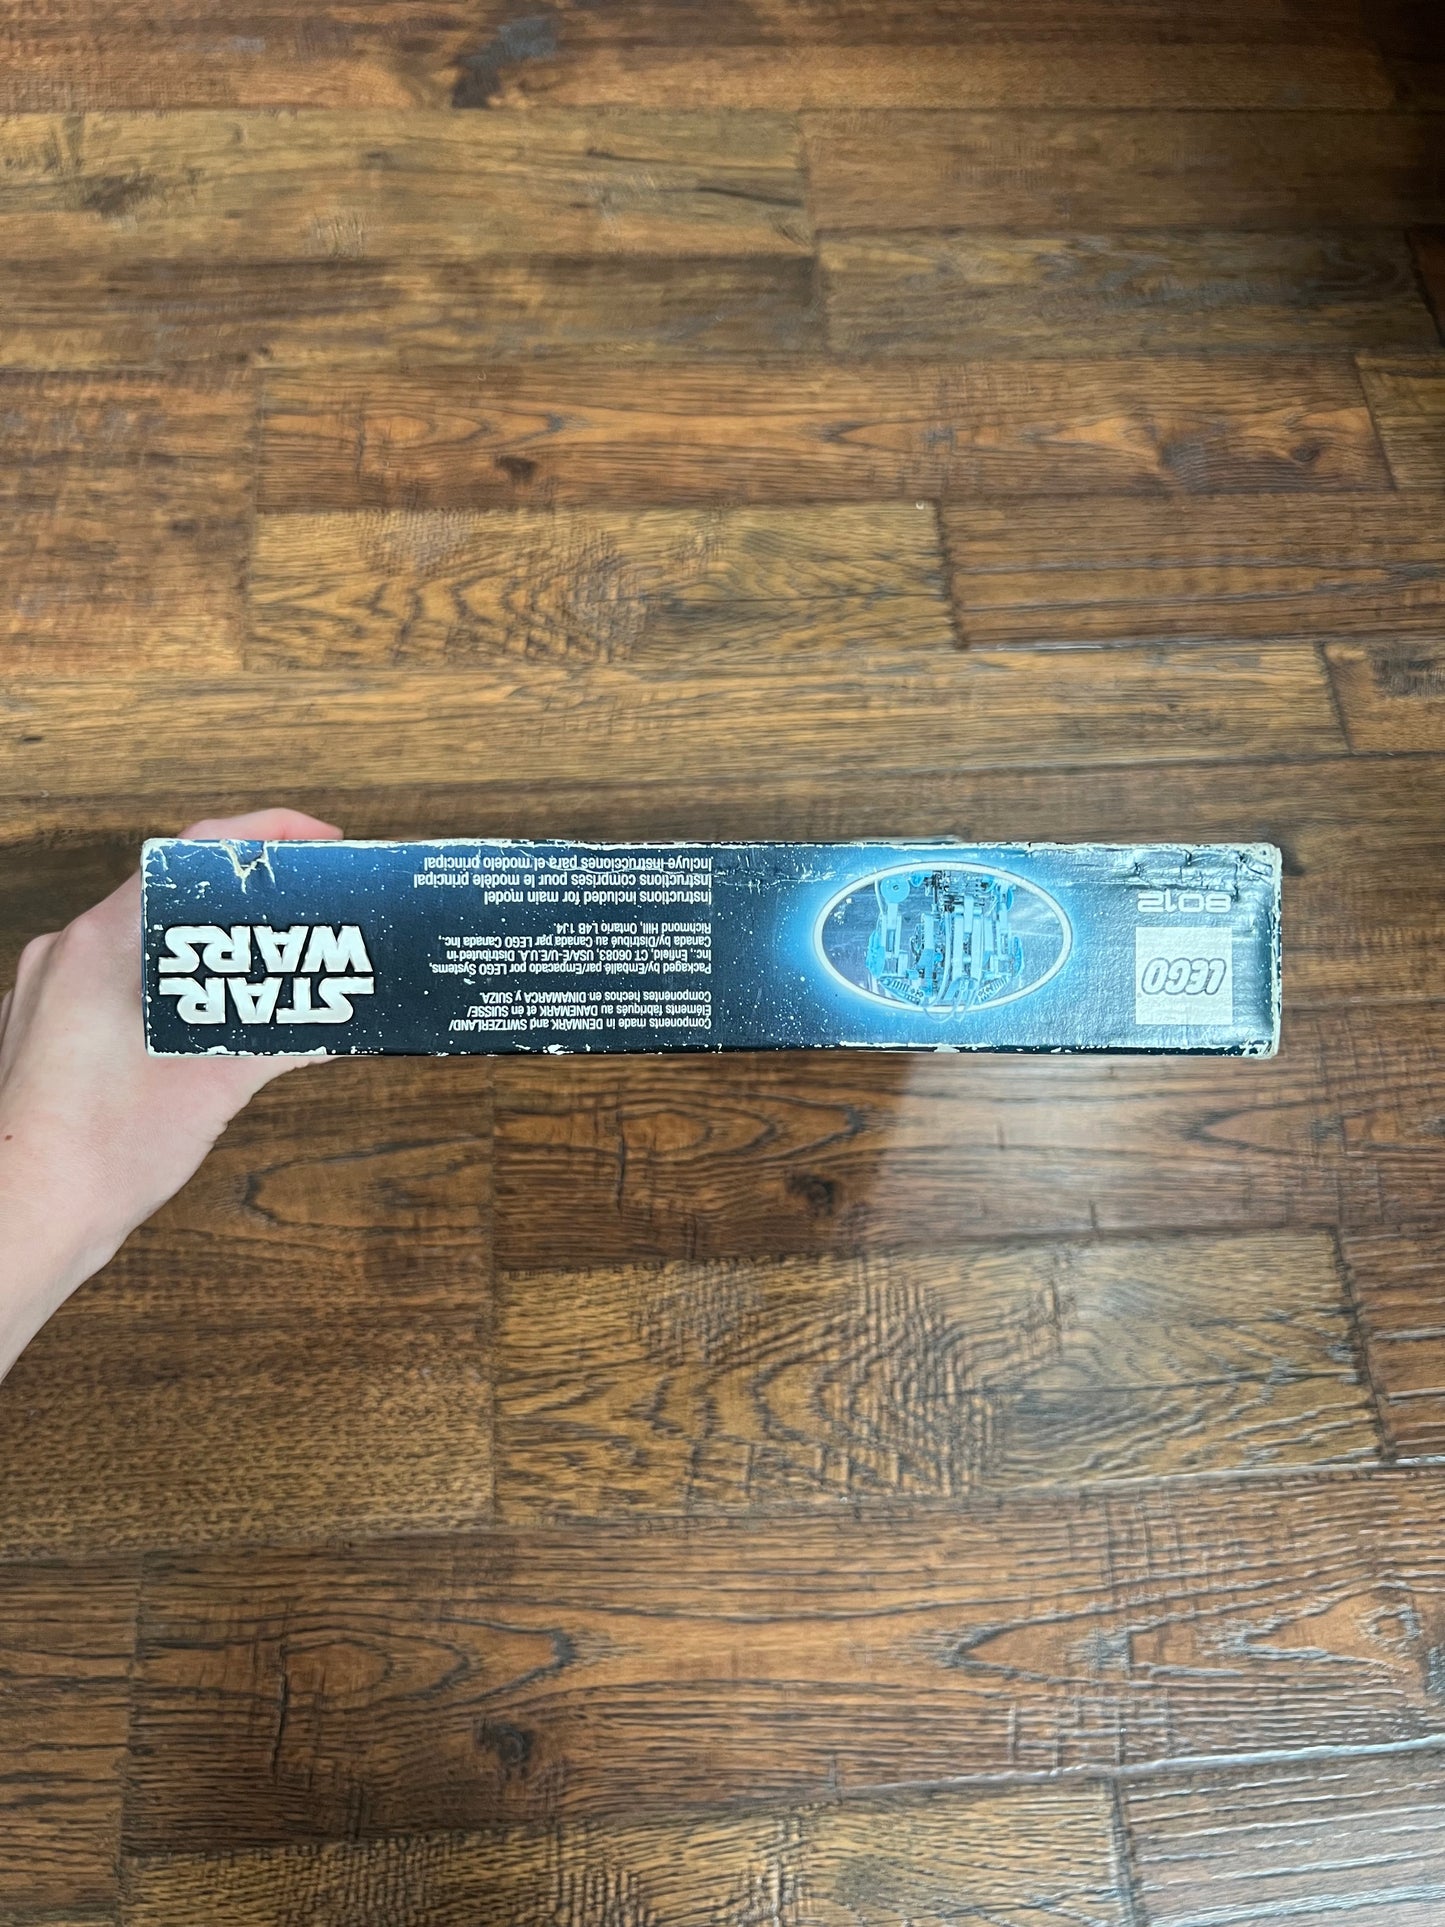 LEGO
8012
Components made in DENMARK and SWITZERLAND/
Éléments fabriqués au DANEMARK et en SUISSE/
Componentes hechos en DINAMARCA y SUIZA
Packaged by/Emballé par/Empacado por LEGO Systems,
Inc., Enfield, CT 06083, USA/É-U/E.U.A. Distributed in
Canada by/Distribué au Canada par LEGO Canada Inc.,
Richmond Hill, Ontario L4B 1J4.
Instructions included for main model
Instructions comprises pour le modèle principal
Incluye instrucciones para el modelo principal
STAR
WARS